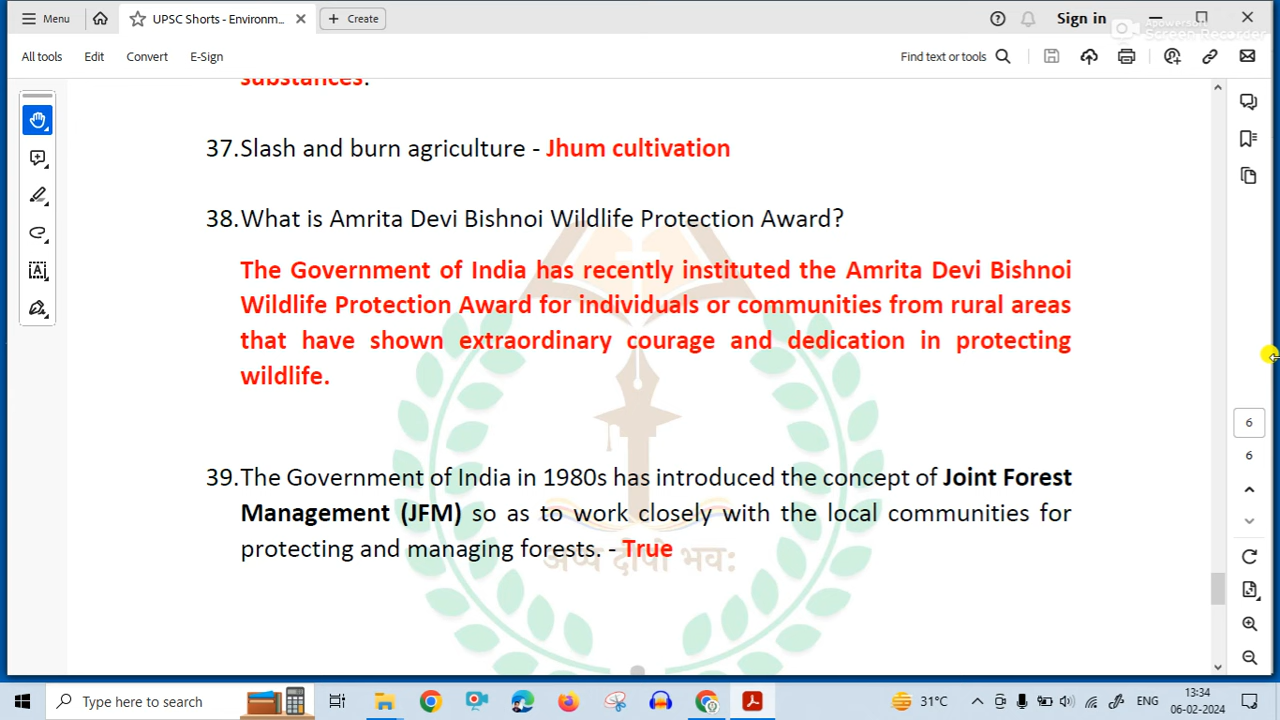 Menu
UPSC Shorts - Environm...
Create
Sign in
Apowersoft
Screen Recorder
All tools
Edit
Convert
E-Sign
Find text or tools
substances.
37.Slash and burn agriculture - Jhum cultivation
38.What is Amrita Devi Bishnoi Wildlife Protection Award?
The Government of India has recently instituted the Amrita Devi Bishnoi
Wildlife Protection Award for individuals or communities from rural areas
that have shown extraordinary courage and dedication in protecting
wildlife.
39.The Government of India in 1980s has introduced the concept of Joint Forest
Management (JFM) so as to work closely with the local communities for
protecting and managing forests. - True
दीपो भवः
6
6
Type here to search
31°C
ENG
13:34
06-02-2024